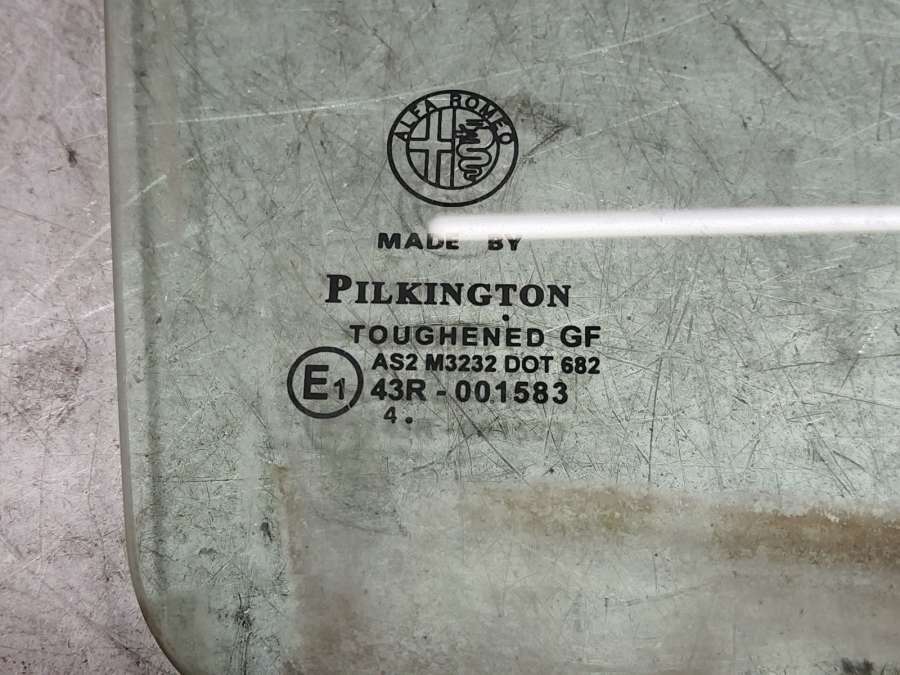 ALFA ROMEO
MADE BY
PILKINGTON
TOUGHENED GF
AS2 M3232 DOT 682
E1 43R - 001583
4.